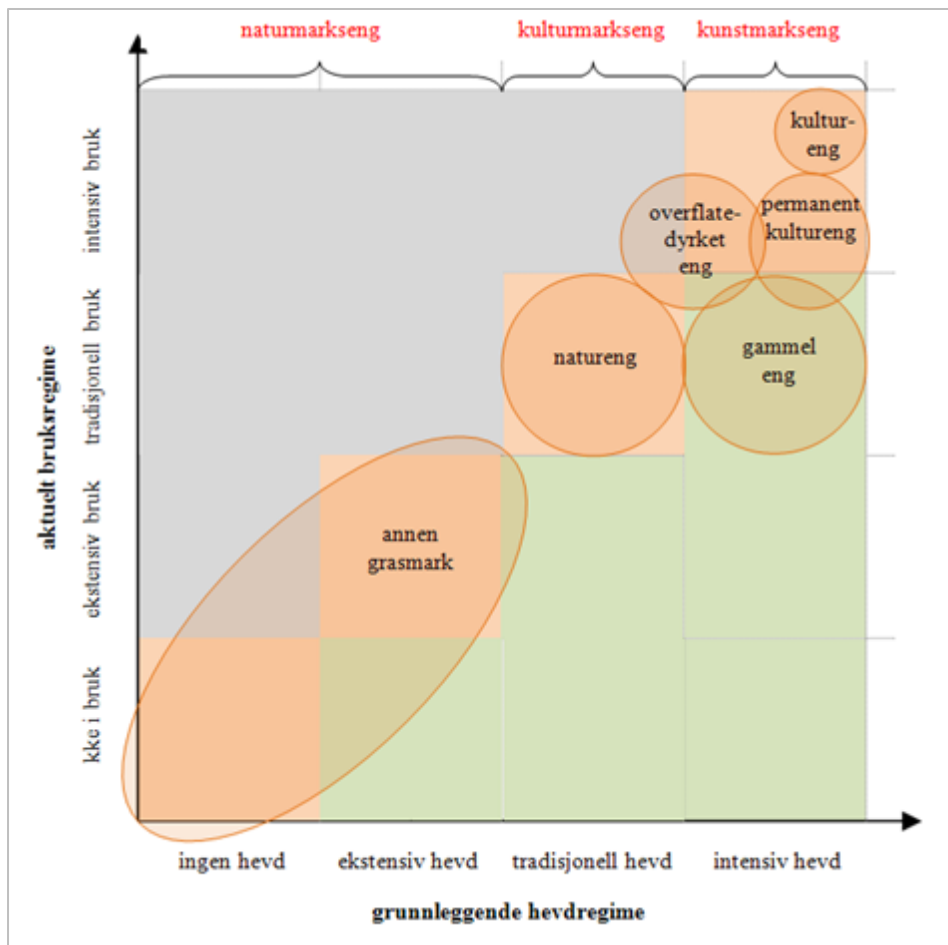 naturmarkseng
kulturmarkseng
kunstmarkseng
kultur-
eng
overflate-
dyrket
eng
permanent
kultureng
natureng
gammel
eng
annen
grasmark
aktuelt bruksregime
intensiv bruk
tradisjonell bruk
ekstensiv bruk
kke i bruk
ingen hevd
ekstensiv hevd
tradisjonell hevd
intensiv hevd
grunnleggende hevdregime